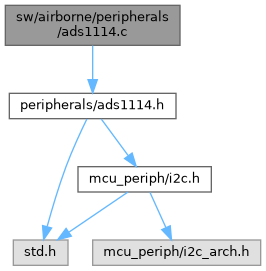 sw/airborne/peripherals
/ads1114.c
peripherals/ads1114.h
mcu_periph/i2c.h
std.h
mcu_periph/i2c_arch.h